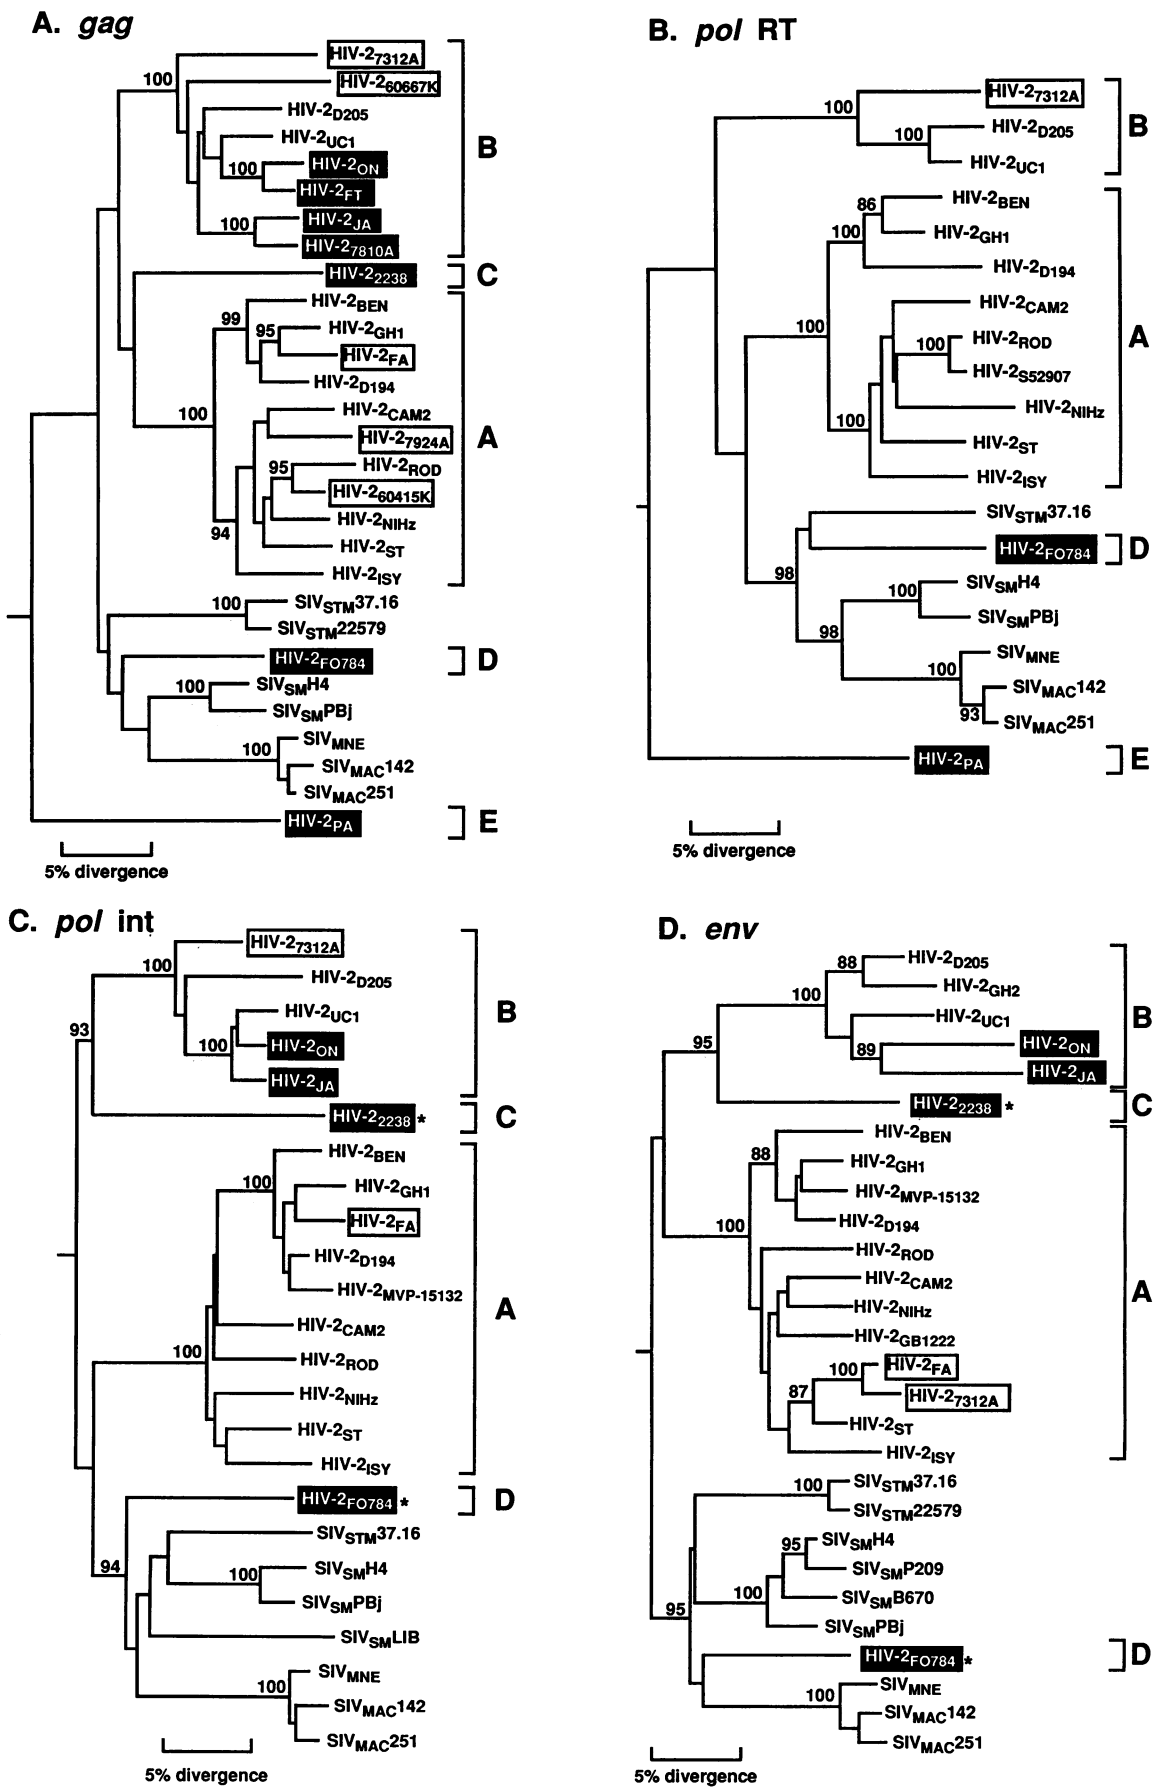 A. gag
100
HIV-27312A
HIV-260667K
HIV-2D205
HIV-2UC1
100
HIV-2ON
HIV-2FT
100
HIV-2JA
HIV-27810A
B
HIV-22238
C
99
HIV-2BEN
95
HIV-2GH1
HIV-2FA
HIV-2D194
100
HIV-2CAM2
HIV-27924A
A
95
HIV-2ROD
HIV-260415K
HIV-2NIHz
94
HIV-2ST
HIV-2ISY
100
SIVSTM37.16
SIVSTM22579
HIV-2FO784
D
100
SIVSMH4
SIVSMPBj
100
SIVMNE
SIVMAC142
SIVMAC251
HIV-2PA
E
5% divergence
B. pol RT
100
HIV-27312A
100
HIV-2D205
HIV-2UC1
B
86
HIV-2BEN
100
HIV-2GH1
HIV-2D194
100
HIV-2CAM2
100
HIV-2ROD
HIV-2S52907
A
HIV-2NIHz
100
HIV-2ST
HIV-2ISY
SIVSTM37.16
HIV-2FO784
D
98
100
SIVSMH4
SIVSMPBj
98
100
SIVMNE
SIVMAC142
93
SIVMAC251
HIV-2PA
E
5% divergence
C. pol int
100
HIV-27312A
HIV-2D205
93
HIV-2UC1
100
HIV-2ON
HIV-2JA
B
HIV-22238 *
C
100
HIV-2BEN
HIV-2GH1
HIV-2FA
HIV-2D194
HIV-2MVP-15132
A
HIV-2CAM2
100
HIV-2ROD
HIV-2NIHz
HIV-2ST
HIV-2ISY
HIV-2FO784 *
D
SIVSTM37.16
94
100
SIVSMH4
SIVSMPBj
SIVSMLIB
100
SIVMNE
SIVMAC142
SIVMAC251
5% divergence
D. env
88
HIV-2D205
HIV-2GH2
100
HIV-2UC1
95
89
HIV-2ON
HIV-2JA
B
HIV-22238 *
C
88
HIV-2BEN
HIV-2GH1
HIV-2MVP-15132
HIV-2D194
100
HIV-2ROD
HIV-2CAM2
A
HIV-2NIHz
HIV-2GB1222
100
HIV-2FA
87
HIV-27312A
HIV-2ST
HIV-2ISY
100
SIVSTM37.16
SIVSTM22579
95
SIVSMH4
SIVSMP209
100
SIVSMB670
95
SIVSMPBj
HIV-2FO784 *
D
100
SIVMNE
SIVMAC142
SIVMAC251
5% divergence